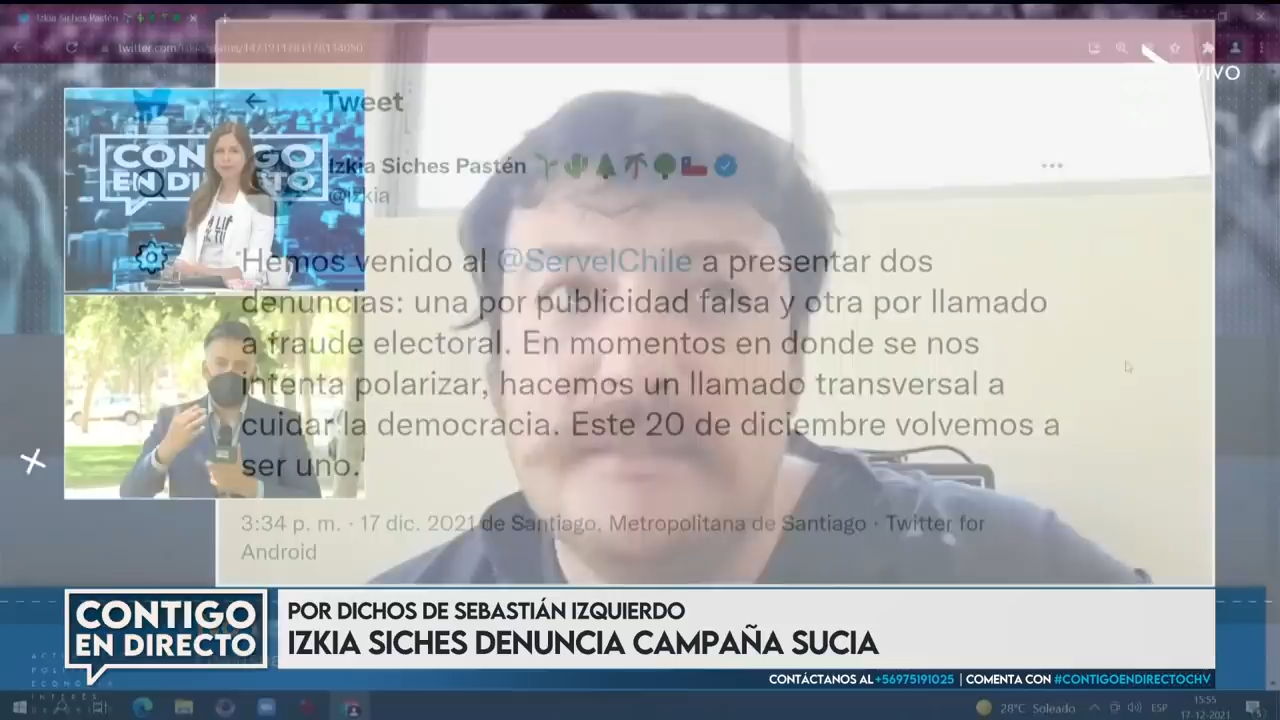 Izkia Siches Pastén
VIVO
Tweet
CONTIGO
EN DI
Izkia Siches Pastén
@Izkia
Hemos venido al @ServelChile a presentar dos
denuncias: una por publicidad falsa y otra por llamado
a fraude electoral. En momentos en donde se nos
intenta polarizar, hacemos un llamado transversal a
cuidar la democracia. Este 20 de diciembre volvemos a
ser uno.
3:34 p. m. · 17 dic. 2021 de Santiago, Metropolitana de Santiago · Twitter for
Android
CONTIGO
EN DIRECTO
POR DICHOS DE SEBASTIÁN IZQUIERDO
IZKIA SICHES DENUNCIA CAMPAÑA SUCIA
CONTÁCTANOS AL +56975191025 | COMENTA CON #CONTIGOENDIRECTOCHV
28°C Soleado
ESP
15:55
17-12-2021